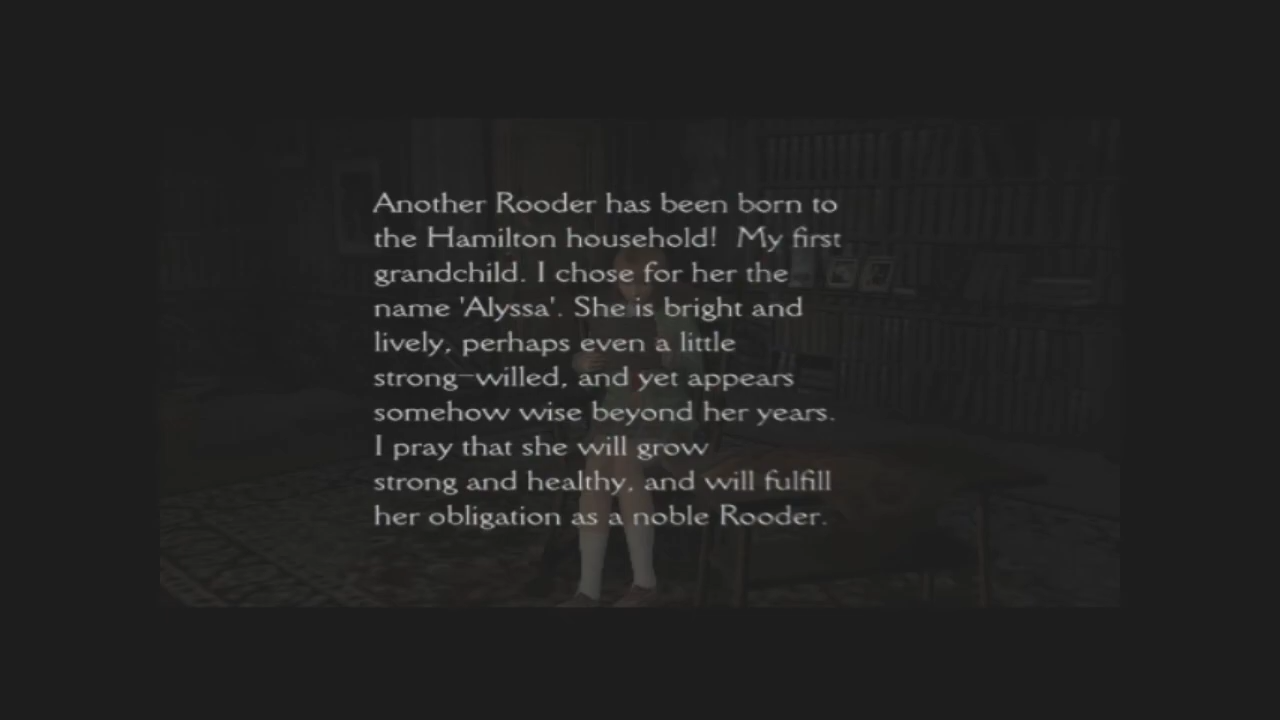 Another Rooder has been born to
the Hamilton household!  My first
grandchild. I chose for her the
name 'Alyssa'. She is bright and
lively, perhaps even a little
strong-willed, and yet appears
somehow wise beyond her years.
I pray that she will grow
strong and healthy, and will fulfill
her obligation as a noble Rooder.